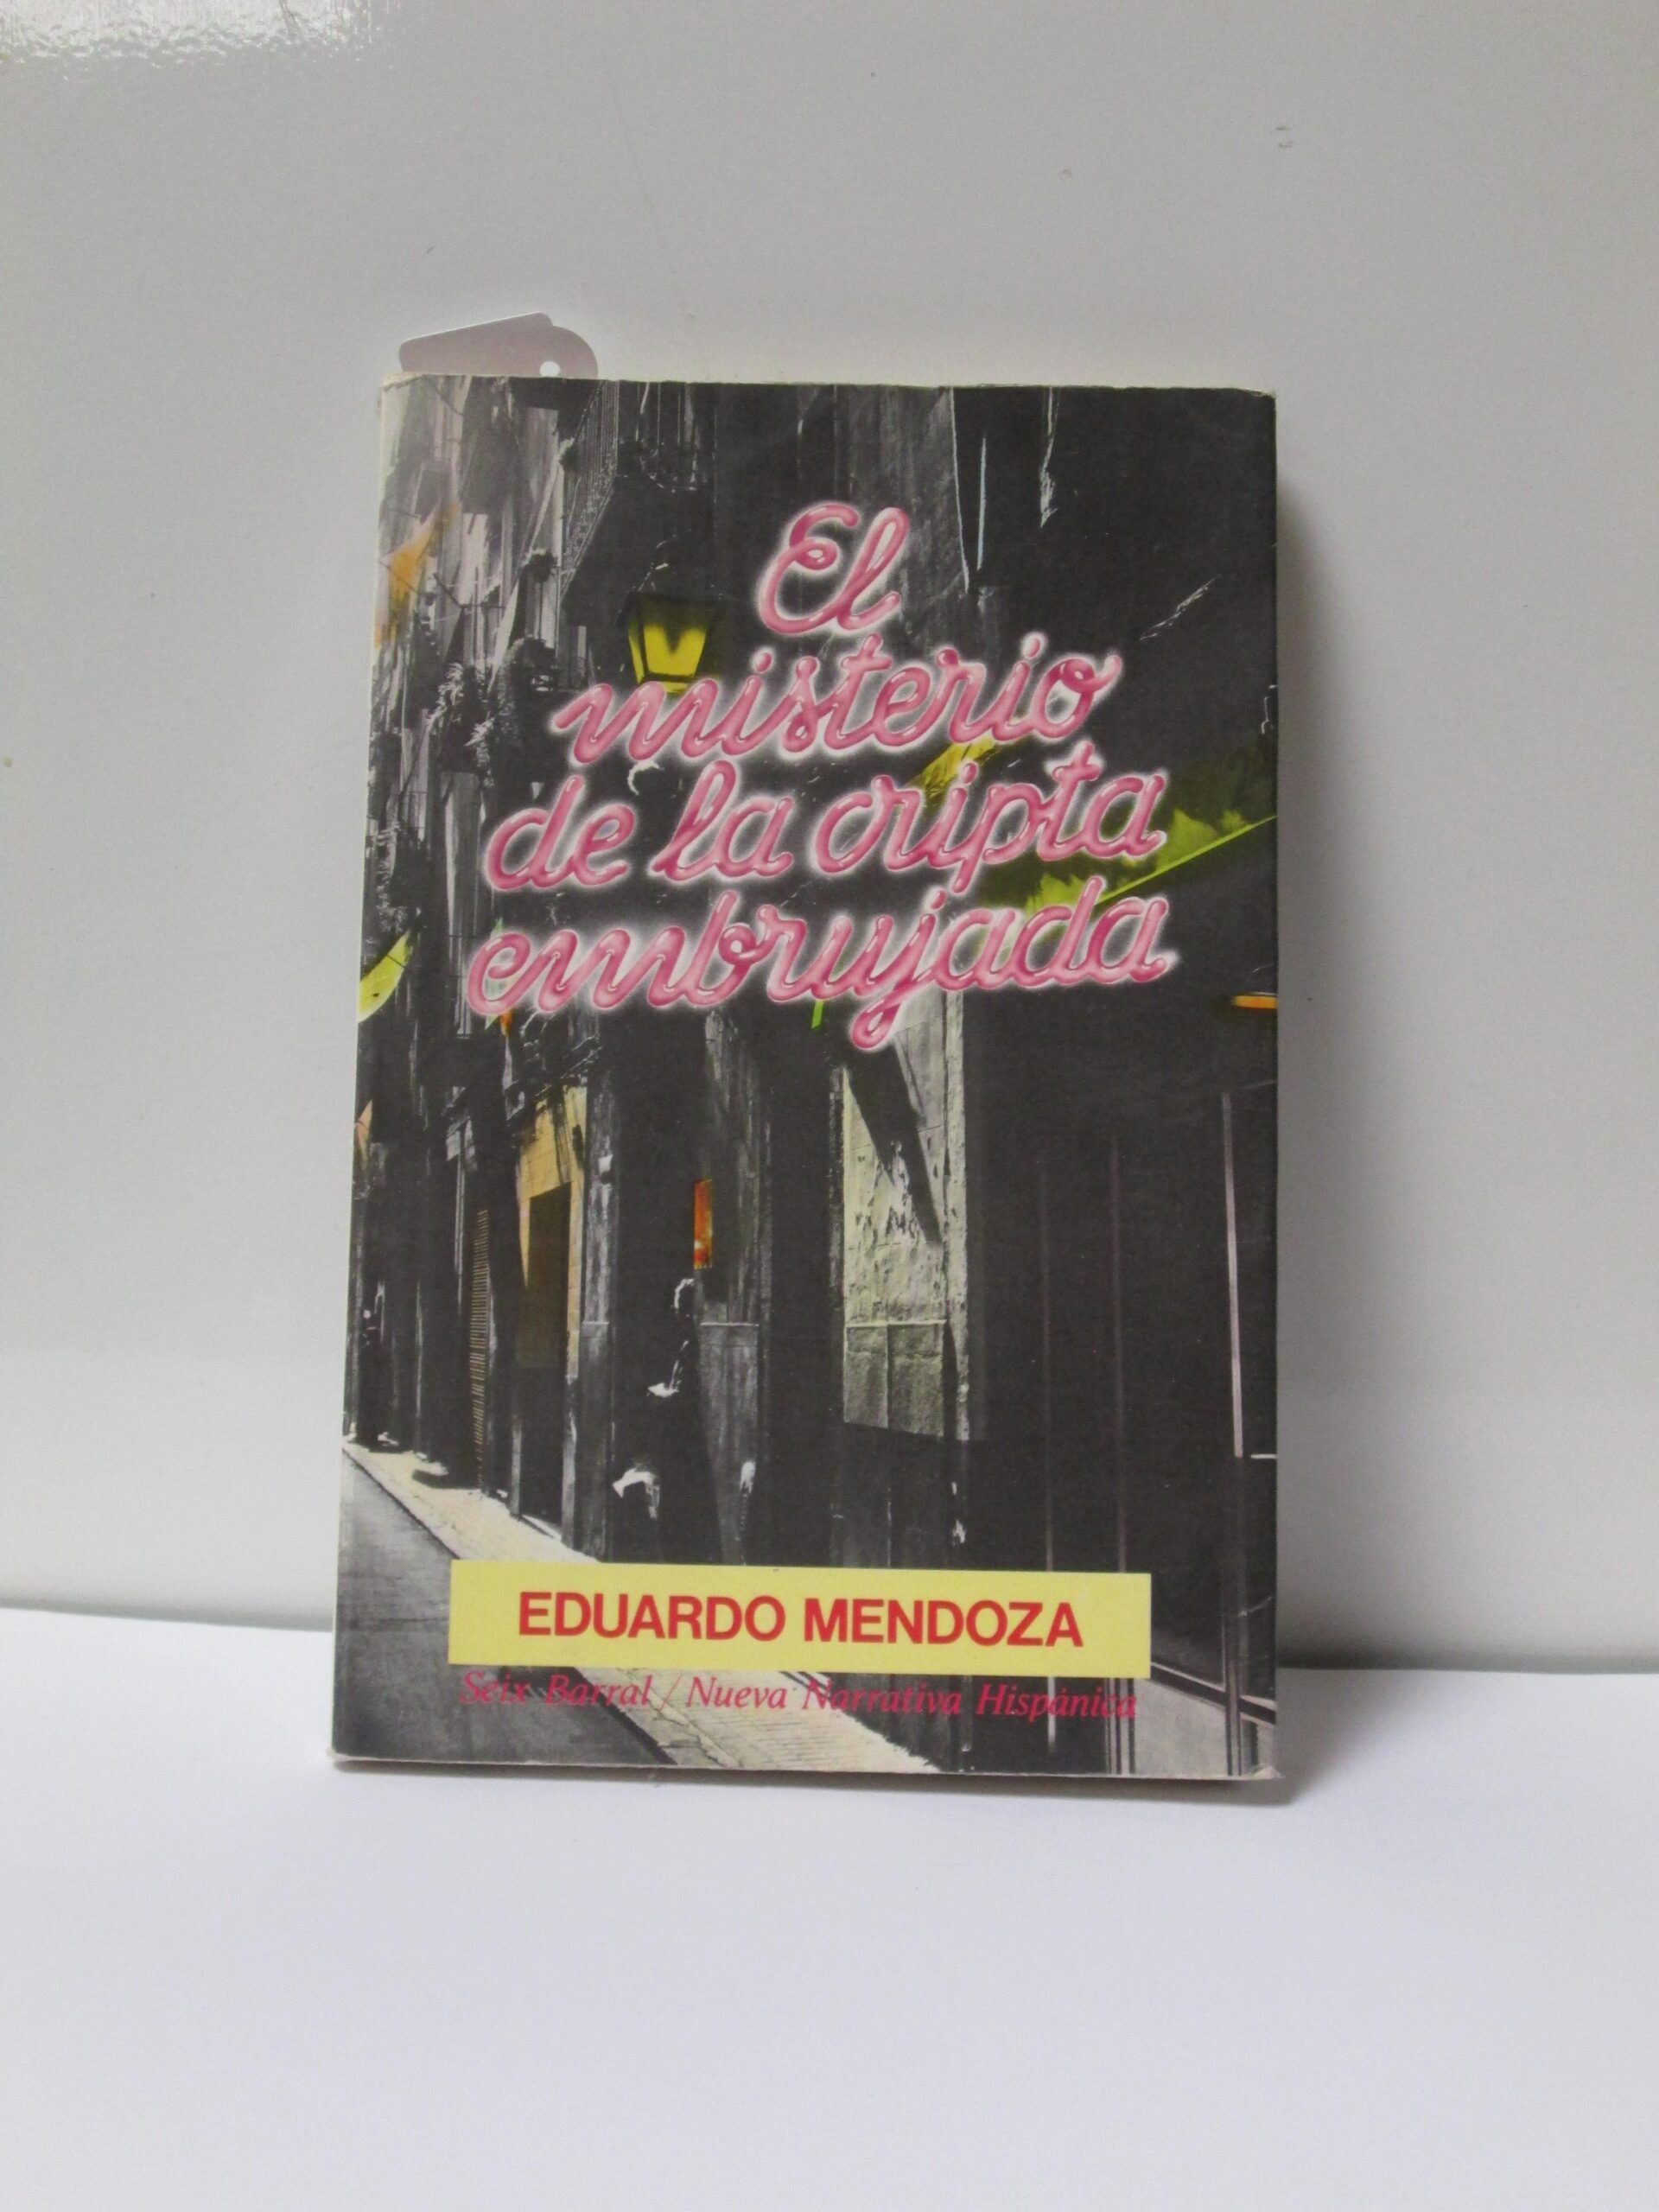 El
misterio
de la cripta
embrujada
EDUARDO MENDOZA
Seix Barral / Nueva Narrativa Hispánica